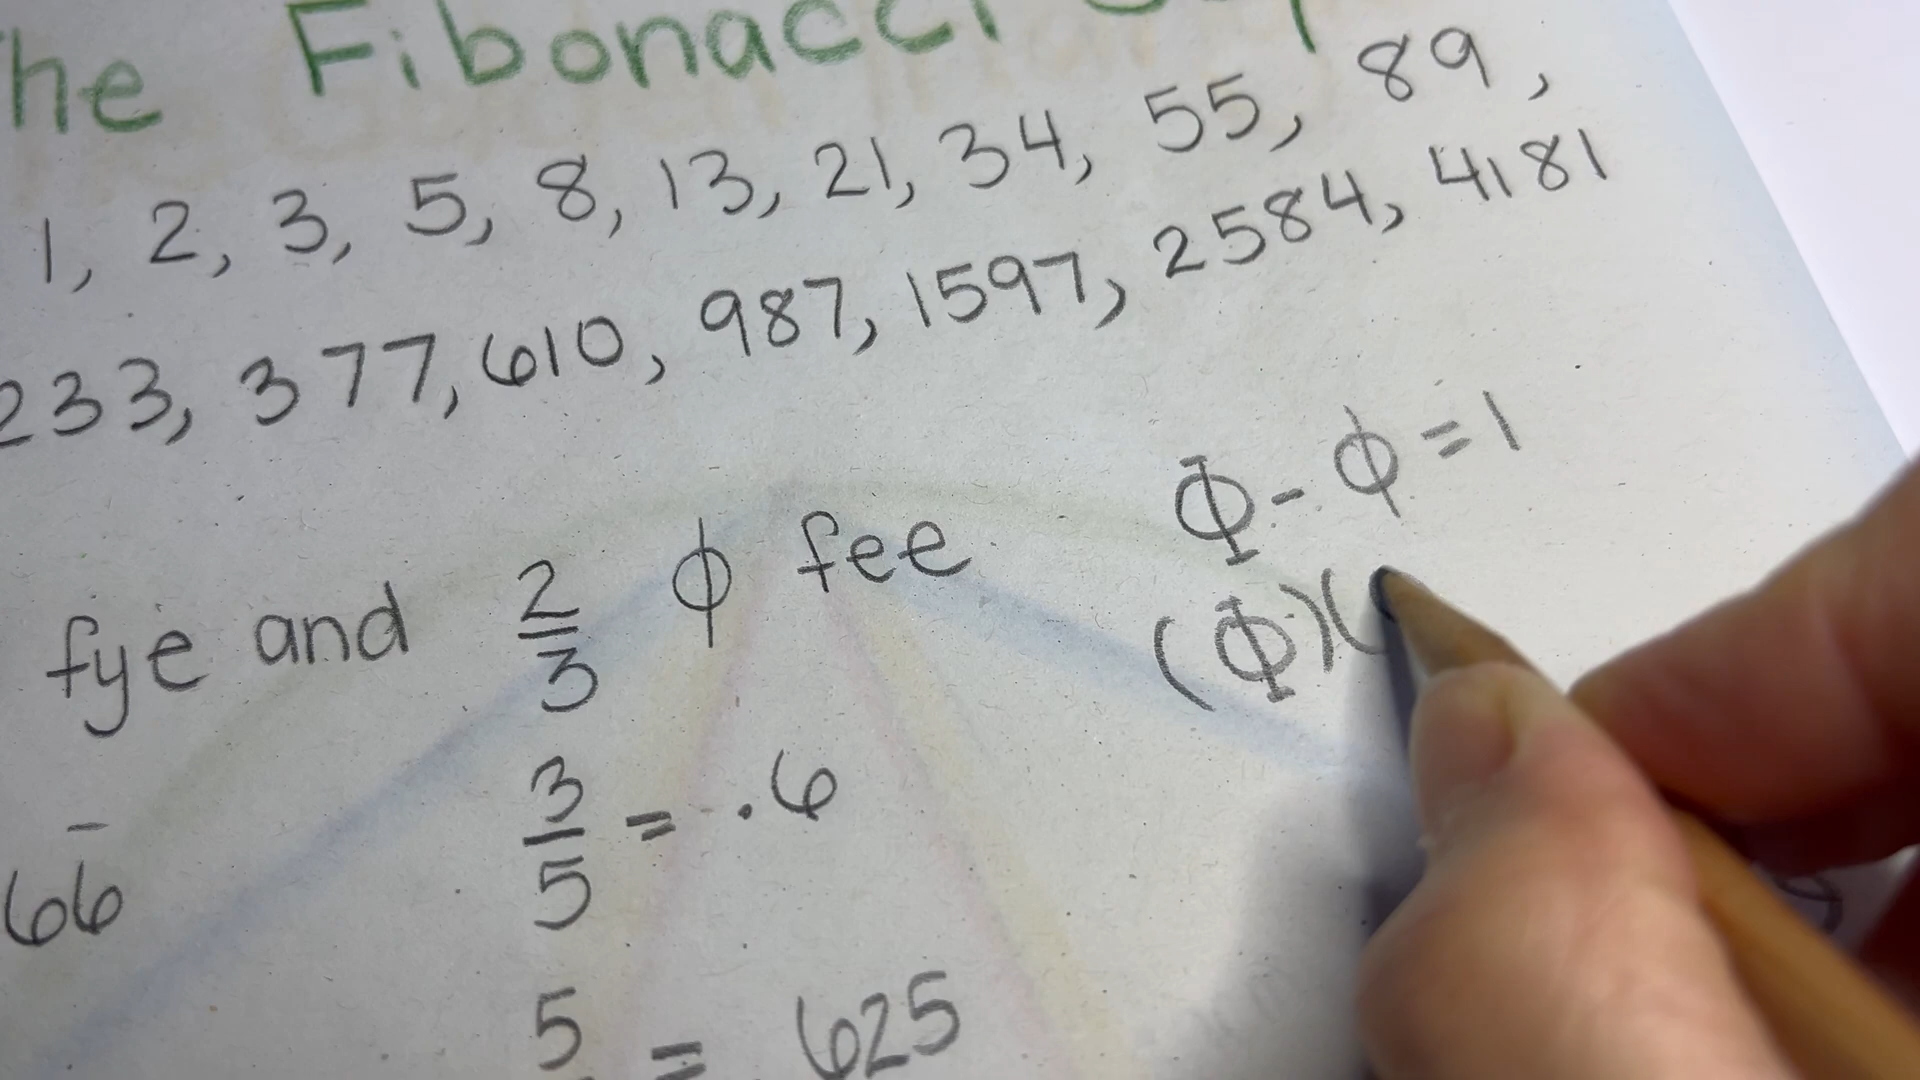 he Fibonacci
1, 2, 3, 5, 8, 13, 21, 34, 55, 89,
233, 377, 610, 987, 1597, 2584, 4181
Φ - ϕ = 1
fye and 2/3 ϕ fee
(Φ)(
3/5 = .6
66̅
5
= 625